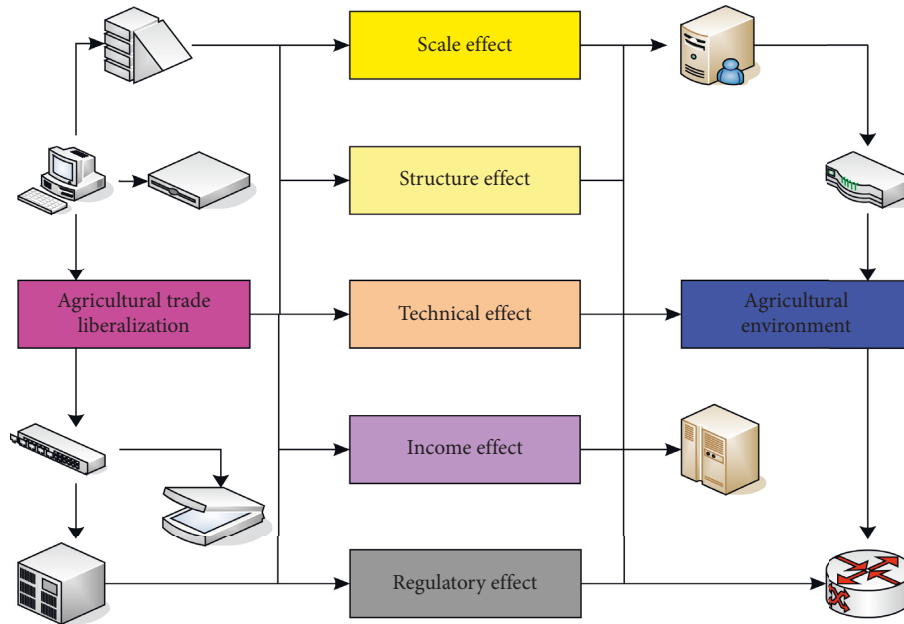 Scale effect
Structure effect
Agricultural trade
liberalization
Technical effect
Agricultural
environment
Income effect
Regulatory effect